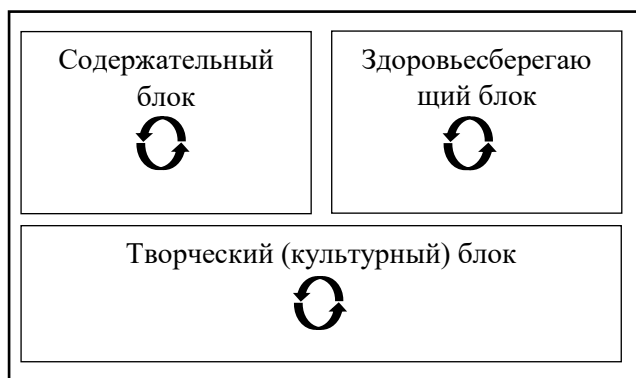 Содержательный
блок
Здоровьесберегаю
щий блок
Творческий (культурный) блок